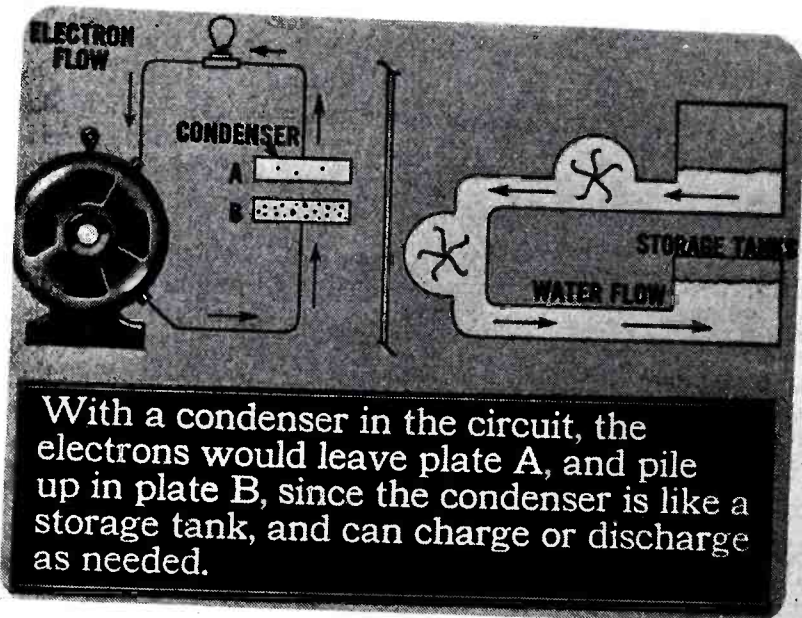 ELECTRON
FLOW
CONDENSER
A
B
STORAGE TANKS
WATER FLOW
With a condenser in the circuit, the
electrons would leave plate A, and pile
up in plate B, since the condenser is like a
storage tank, and can charge or discharge
as needed.